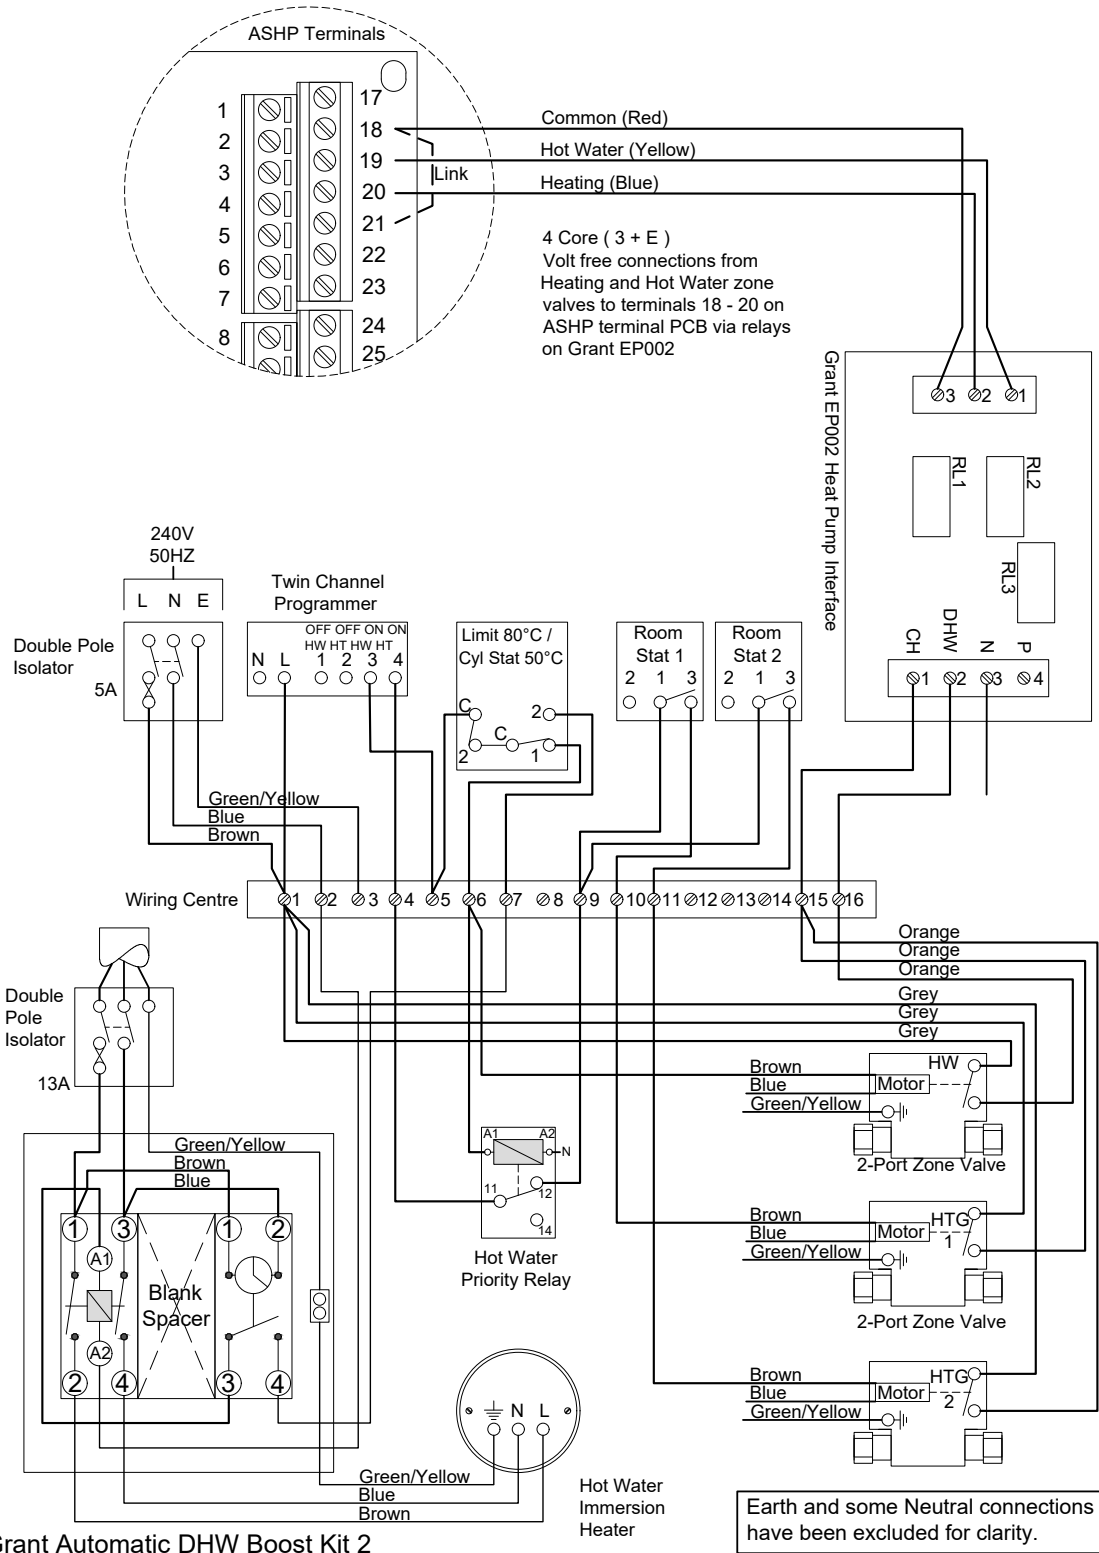 ASHP Terminals
1
2
3
4
5
6
7
8
17
18
19
20
21
22
23
24
25
Link
Common (Red)
Hot Water (Yellow)
Heating (Blue)
4 Core ( 3 + E )
Volt free connections from
Heating and Hot Water zone
valves to terminals 18 - 20 on
ASHP terminal PCB via relays
on Grant EP002
Grant EP002 Heat Pump Interface
3 2 1
RL1
RL2
RL3
CH
DHW
N
P
1 2 3 4
240V
50HZ
L N E
Double Pole
Isolator
5A
Twin Channel
Programmer
OFF OFF ON ON
HW HT HW HT
N L 1 2 3 4
Limit 80°C /
Cyl Stat 50°C
C
2
C
2
1
Room
Stat 1
2 1 3
Room
Stat 2
2 1 3
Green/Yellow
Blue
Brown
Wiring Centre
1 2 3 4 5 6 7 8 9 10 11 12 13 14 15 16
Orange
Orange
Orange
Grey
Grey
Grey
Double
Pole
Isolator
13A
Brown
Blue
Green/Yellow
HW
Motor
2-Port Zone Valve
A1
A2
N
11
12
14
Hot Water
Priority Relay
Brown
Blue
Green/Yellow
HTG
1
Motor
2-Port Zone Valve
Green/Yellow
Brown
Blue
1 3 1 2
A1
Blank
Spacer
A2
2 4 3 4
Brown
Blue
Green/Yellow
HTG
2
Motor
N L
Green/Yellow
Blue
Brown
Hot Water
Immersion
Heater
Earth and some Neutral connections
have been excluded for clarity.
Grant Automatic DHW Boost Kit 2